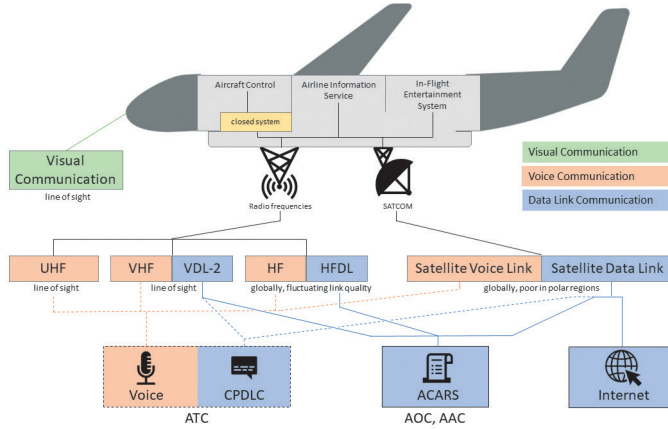 Aircraft Control
Airline Information
Service
In-Flight
Entertainment
System
closed system
Visual
Communication
line of sight
Radio frequencies
SATCOM
Visual Communication
Voice Communication
Data Link Communication
UHF
VHF
VDL-2
HF
HFDL
Satellite Voice Link
Satellite Data Link
line of sight
line of sight
globally, fluctuating link quality
globally, poor in polar regions
Voice
CPDLC
ACARS
Internet
ATC
AOC, AAC